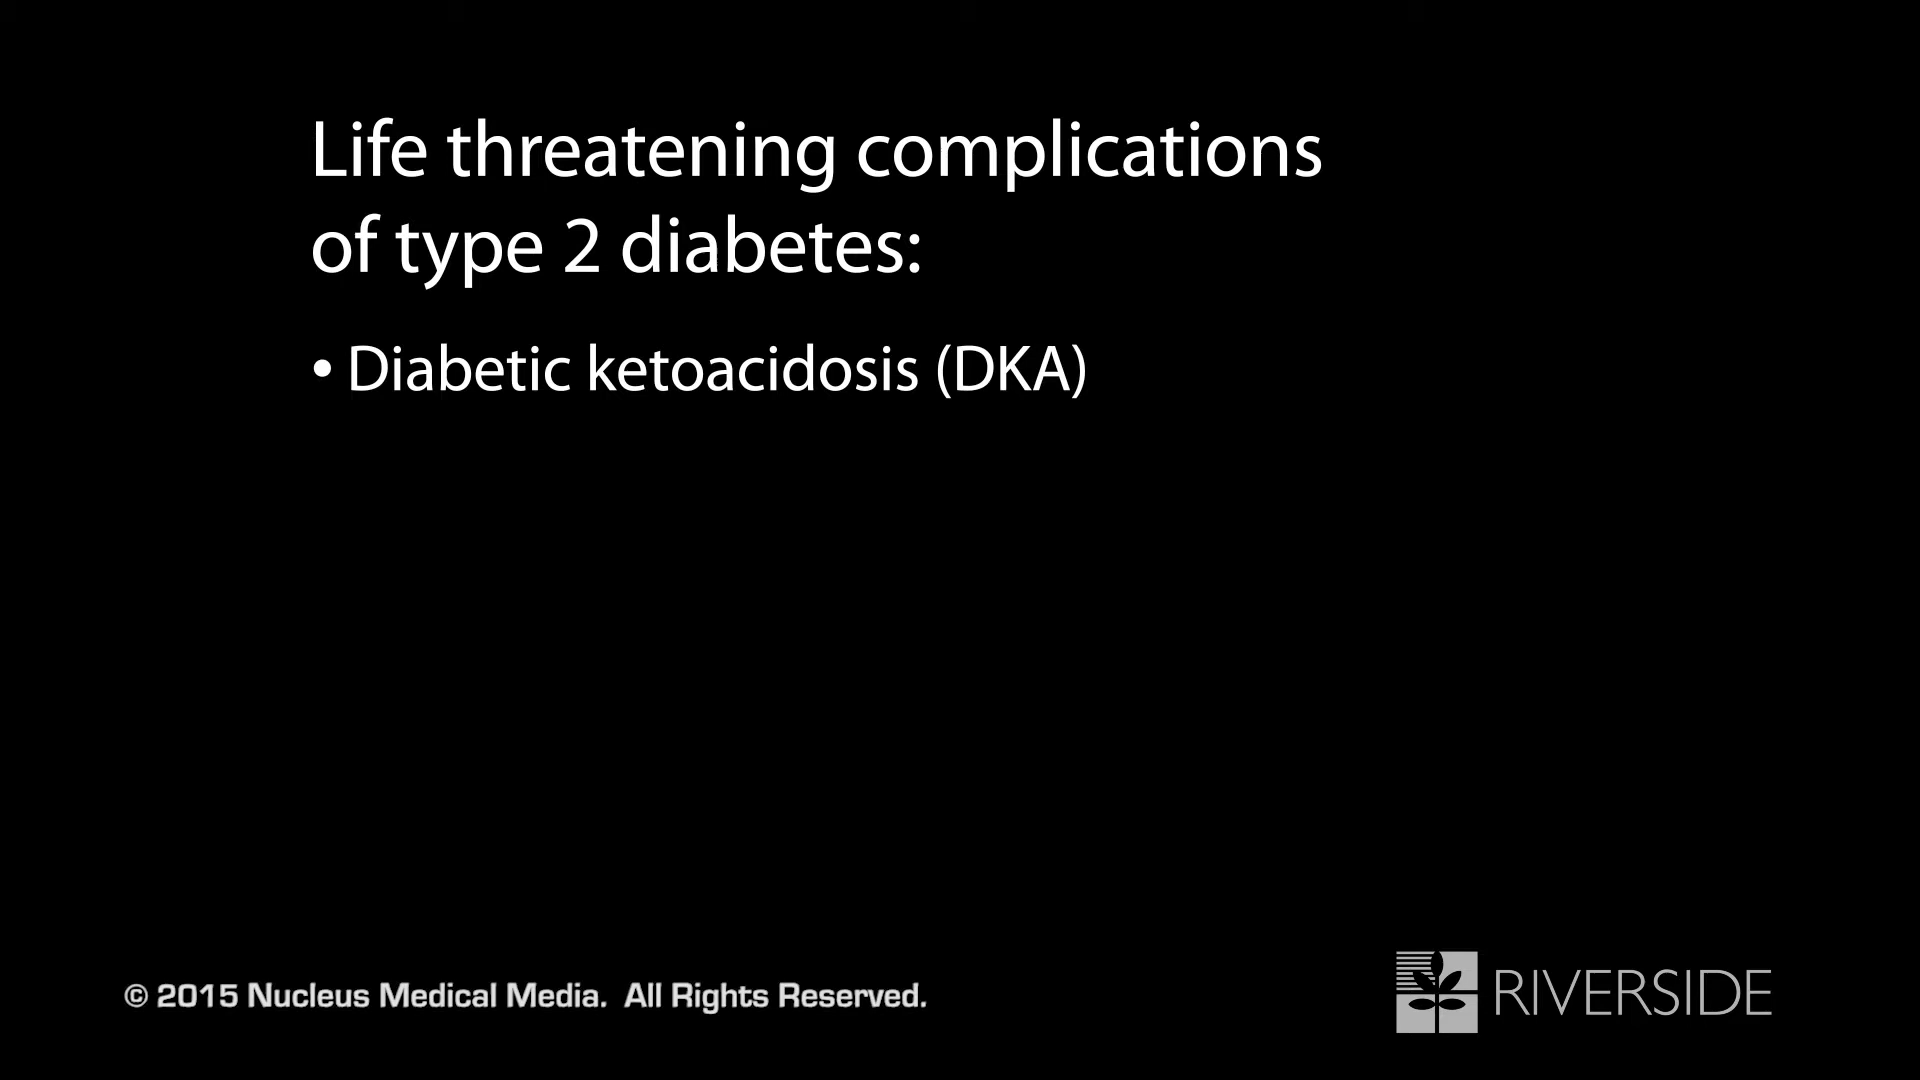 Life threatening complications
of type 2 diabetes:
• Diabetic ketoacidosis (DKA)
© 2015 Nucleus Medical Media. All Rights Reserved.
RIVERSIDE